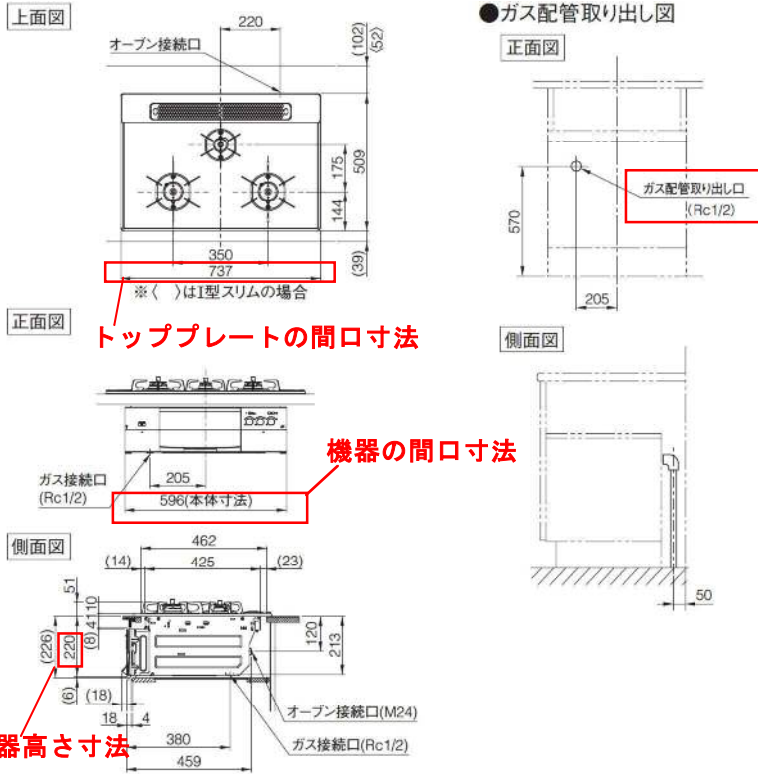 上面図
220
オーブン接続口
(102)
〈52〉
175
509
144
350
(39)
737
※〈 〉はI型スリムの場合
トッププレートの間口寸法
正面図
機器の間口寸法
ガス接続口
(Rc1/2)
205
596(本体寸法)
側面図
462
(14)
425
(23)
51
10
4
(8)
(226)
220
120
213
(6)
(18)
18
4
オーブン接続口(M24)
器高さ寸法
380
ガス接続口(Rc1/2)
459
●ガス配管取り出し図
正面図
ガス配管取り出し口
(Rc1/2)
570
205
側面図
50